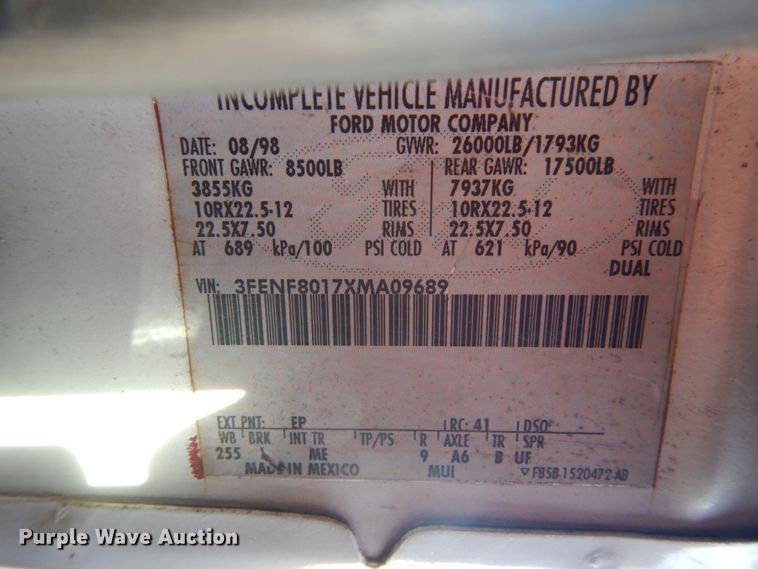 INCOMPLETE VEHICLE MANUFACTURED BY
FORD MOTOR COMPANY
DATE: 08/98 GVWR: 26000LB/1793KG
FRONT GAWR: 8500LB REAR GAWR: 17500LB
3855KG WITH 7937KG WITH
10RX22.5-12 TIRES 10RX22.5-12 TIRES
22.5X7.50 RIMS 22.5X7.50 RIMS
AT 689 kPa/100 PSI COLD AT 621 kPa/90 PSI COLD
DUAL
VIN: 3FENF8017XMA09689
EXT PNT: EP RC: 41 DSO:
WB BRK INT TR TP/PS R AXLE TR SPR
255 L ME 9 A6 B UF
MADE IN MEXICO MUI F85B-1520472-AB
Purple Wave Auction